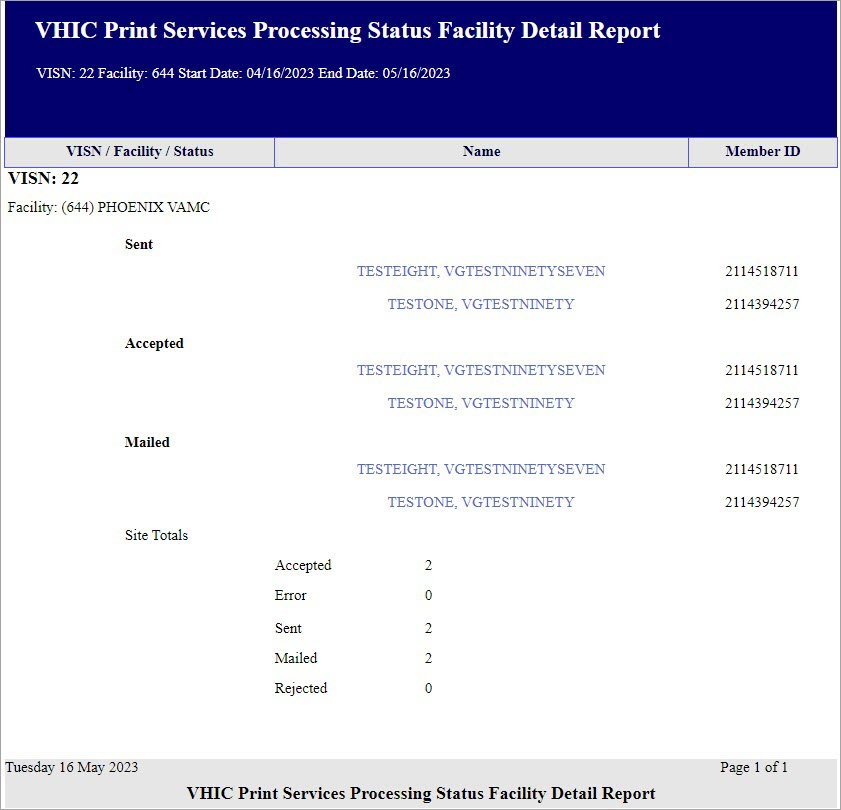 VHIC Print Services Processing Status Facility Detail Report
VISN: 22 Facility: 644 Start Date: 04/16/2023 End Date: 05/16/2023
VISN / Facility / Status Name Member ID
VISN: 22
Facility: (644) PHOENIX VAMC
Sent
TESTEIGHT, VGTESTNINETYSEVEN 2114518711
TESTONE, VGTESTNINETY 2114394257
Accepted
TESTEIGHT, VGTESTNINETYSEVEN 2114518711
TESTONE, VGTESTNINETY 2114394257
Mailed
TESTEIGHT, VGTESTNINETYSEVEN 2114518711
TESTONE, VGTESTNINETY 2114394257
Site Totals
Accepted 2
Error 0
Sent 2
Mailed 2
Rejected 0
Tuesday 16 May 2023 Page 1 of 1
VHIC Print Services Processing Status Facility Detail Report